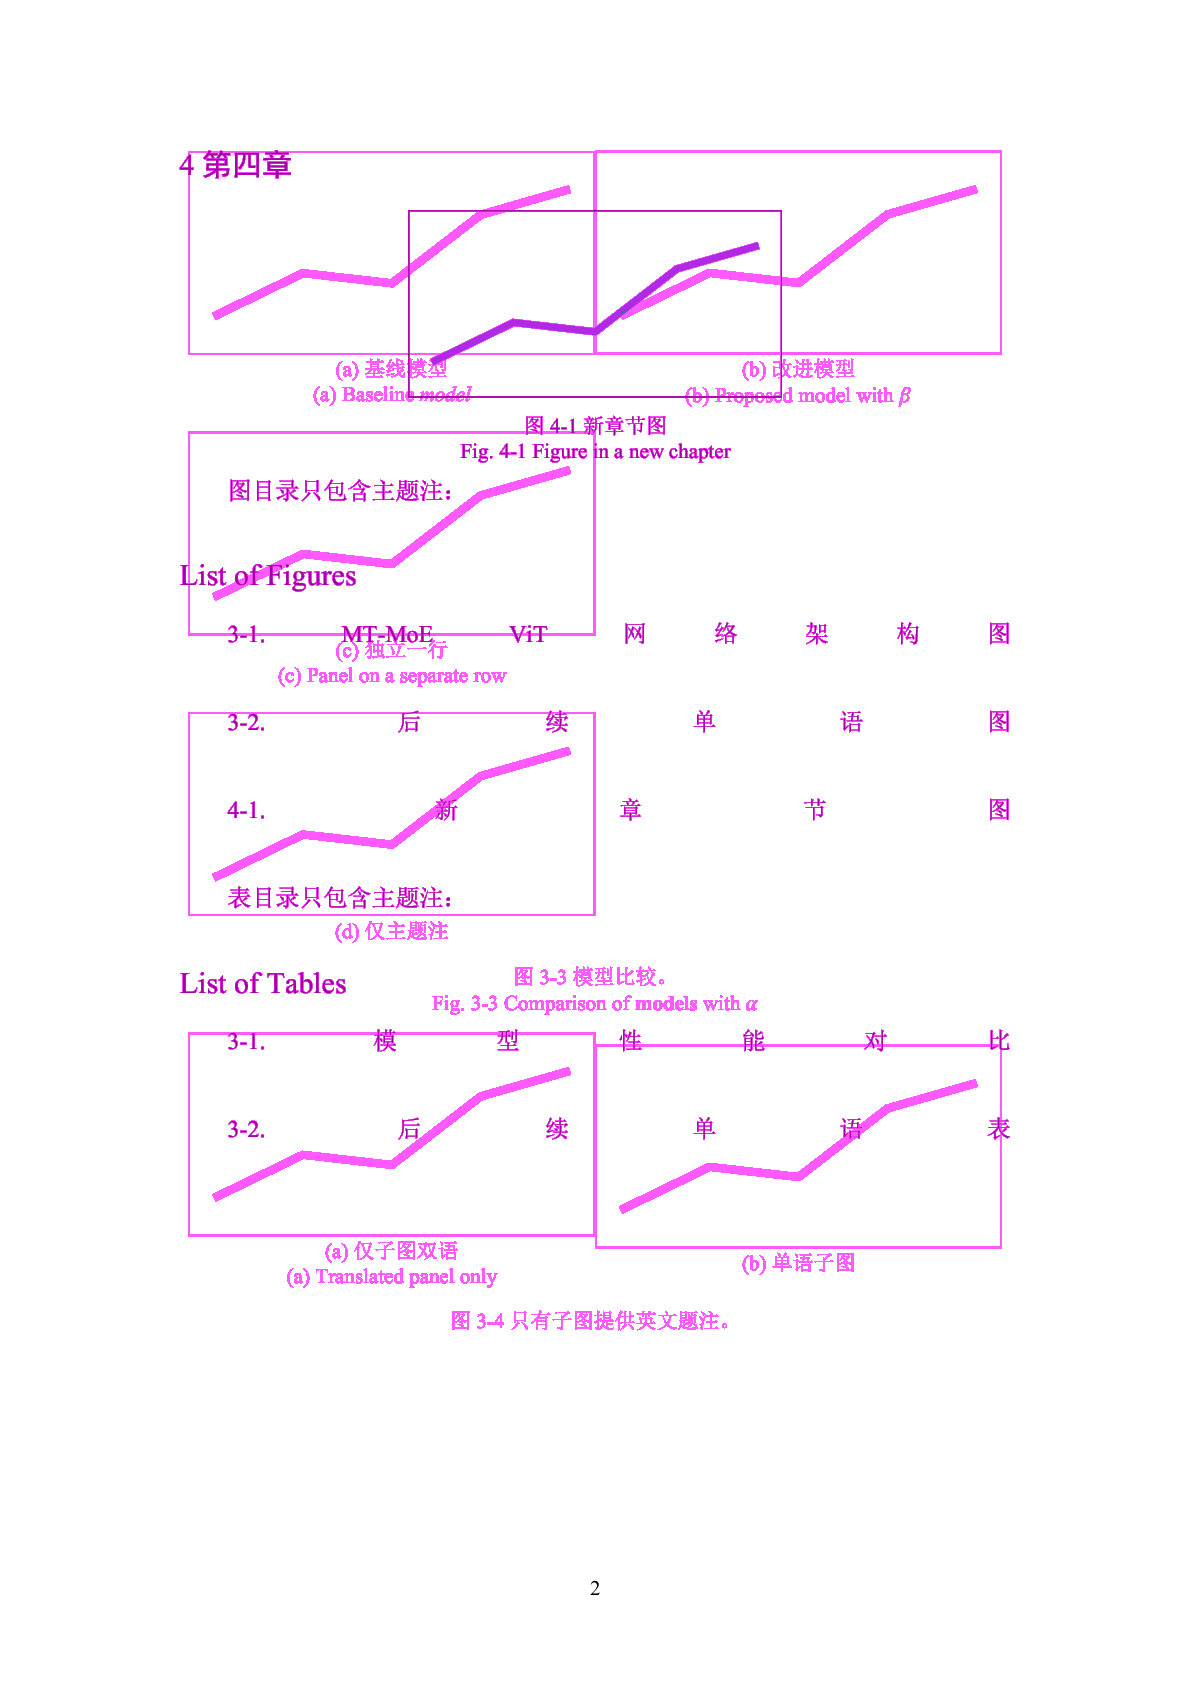 4 第四章
(a) 基线模型
(b) 改进模型
(a) Baseline model
(b) Proposed model with β
图 4-1 新章节图
Fig. 4-1 Figure in a new chapter
图目录只包含主题注：
List of Figures
3-1. MT-MoE ViT 网 络 架 构 图
(c) 独立一行
(c) Panel on a separate row
3-2. 后 续 单 语 图
4-1. 新 章 节 图
表目录只包含主题注：
(d) 仅主题注
图 3-3 模型比较。
List of Tables
Fig. 3-3 Comparison of models with α
3-1. 模 型 性 能 对 比
3-2. 后 续 单 语 表
(a) 仅子图双语
(b) 单语子图
(a) Translated panel only
图 3-4 只有子图提供英文题注。
2